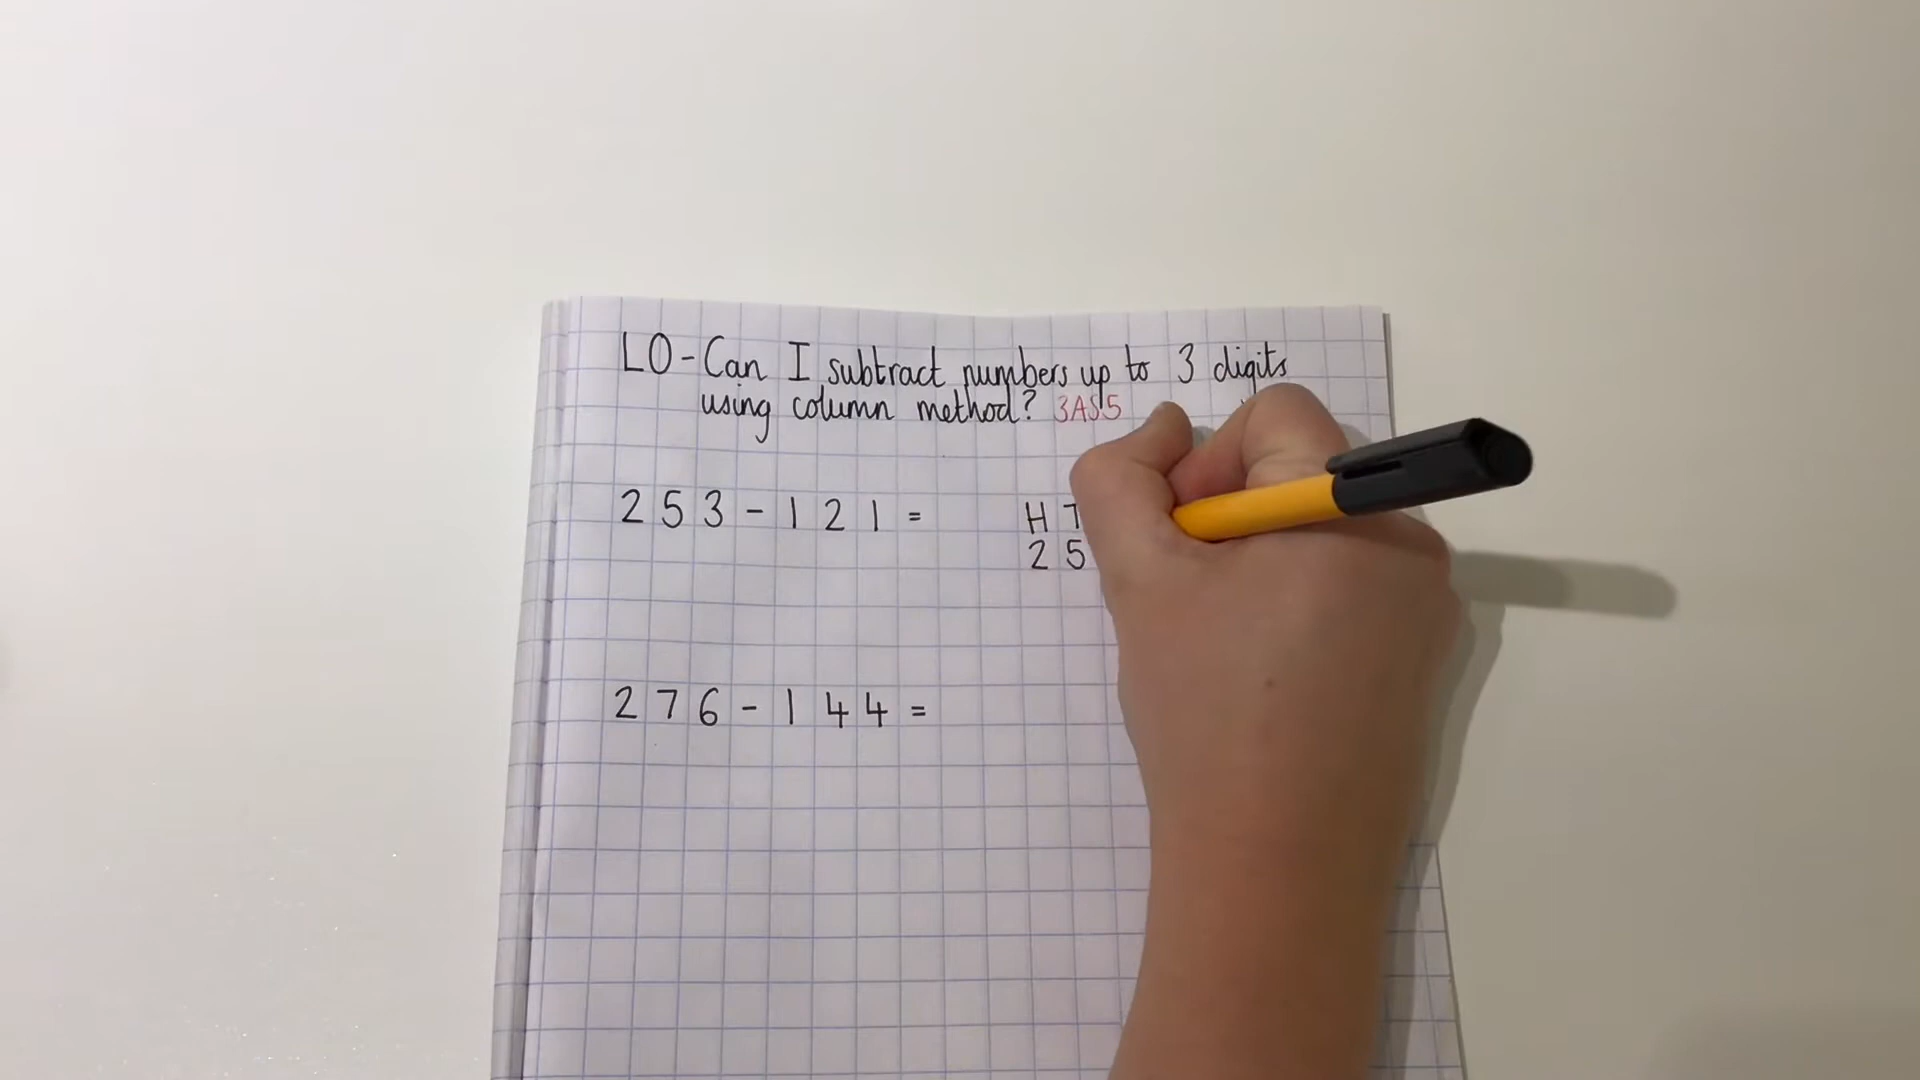 LO - Can I subtract numbers up to 3 digits
using column method? 3AS5
253 - 121 =
H T
2 5
276 - 144 =